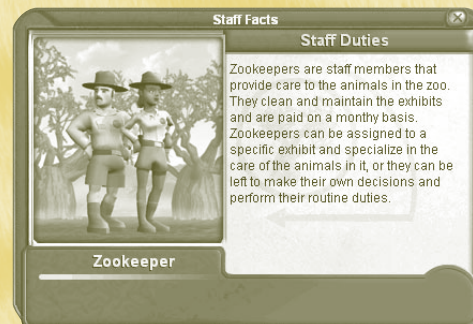 Staff Facts
Staff Duties
Zookeepers are staff members that
provide care to the animals in the zoo.
They clean and maintain the exhibits
and are paid on a monthy basis.
Zookeepers can be assigned to a
specific exhibit and specialize in the
care of the animals in it, or they can be
left to make their own decisions and
perform their routine duties.
Zookeeper